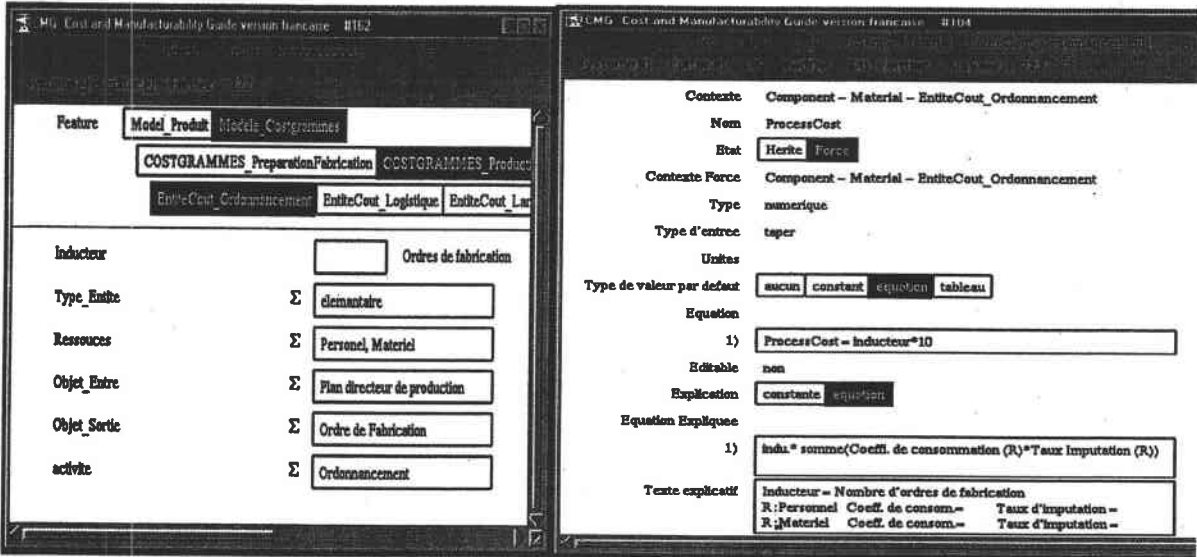 MG Cost and Manufacturability Guide version francaise #162
Feature Model_Produit Modele_Costgrammes
COSTGRAMMES_PreparationFabrication COSTGRAMMES_Produc
EntiteCout_Ordonnancement EntiteCout_Logistique EntiteCout_Lan
Inducteur Ordres de fabrication
Type_Entite Σ eleinantaire
Ressouces Σ Personel, Materiel
Objet_Entre Σ Plan directeur de production
Objet_Sortie Σ Ordre de Fabrication
activite Σ Ordonnancement
CMG Cost and Manufacturability Guide version francaise #104
Contexte Component – Material – EntiteCout_Ordonnancement
Nom ProcessCost
Etat Herite Force
Contexte Force Component – Material – EntiteCout_Ordonnancement
Type numerique
Type d'entree taper
Unites
Type de valeur par defaut aucun constant equation tableau
Equation
1) ProcessCost = Inducteur*10
Editable non
Explication constante equation
Equation Expliquee
1) indu.* somme(Coeffi. de consommation (R)*Taux Imputation (R))
Texte explicatif Inducteur = Nombre d'ordres de fabrication
R:Personnel Coeff. de consom.= Taux d'imputation =
R:Materiel Coeff. de consom.= Taux d'imputation =